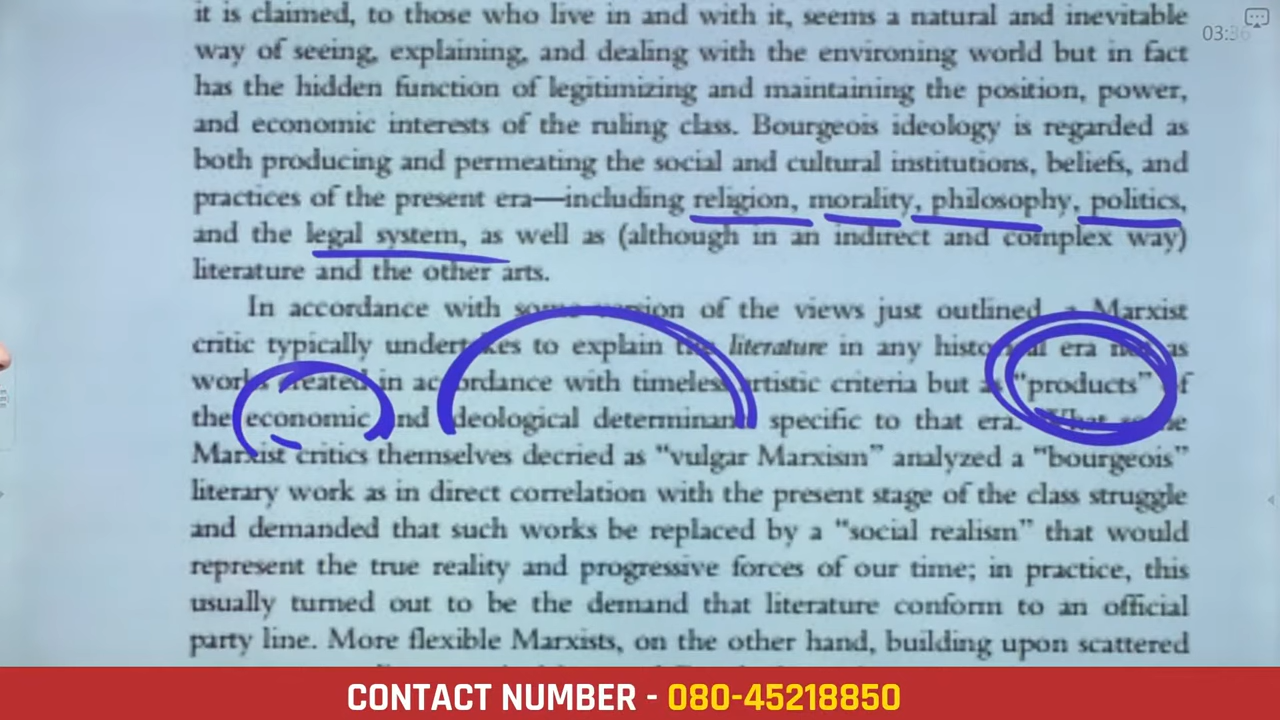 it is claimed, to those who live in and with it, seems a natural and inevitable
03:36
way of seeing, explaining, and dealing with the environing world but in fact
has the hidden function of legitimizing and maintaining the position, power,
and economic interests of the ruling class. Bourgeois ideology is regarded as
both producing and permeating the social and cultural institutions, beliefs, and
practices of the present era—including religion, morality, philosophy, politics,
and the legal system, as well as (although in an indirect and complex way)
literature and the other arts.
In accordance with some version of the views just outlined, a Marxist
critic typically undertakes to explain the literature in any historical era not as
works created in accordance with timeless artistic criteria but as "products" of
the economic and ideological determinants specific to that era. What some
Marxist critics themselves decried as "vulgar Marxism" analyzed a "bourgeois"
literary work as in direct correlation with the present stage of the class struggle
and demanded that such works be replaced by a "social realism" that would
represent the true reality and progressive forces of our time; in practice, this
usually turned out to be the demand that literature conform to an official
party line. More flexible Marxists, on the other hand, building upon scattered
CONTACT NUMBER - 080-45218850